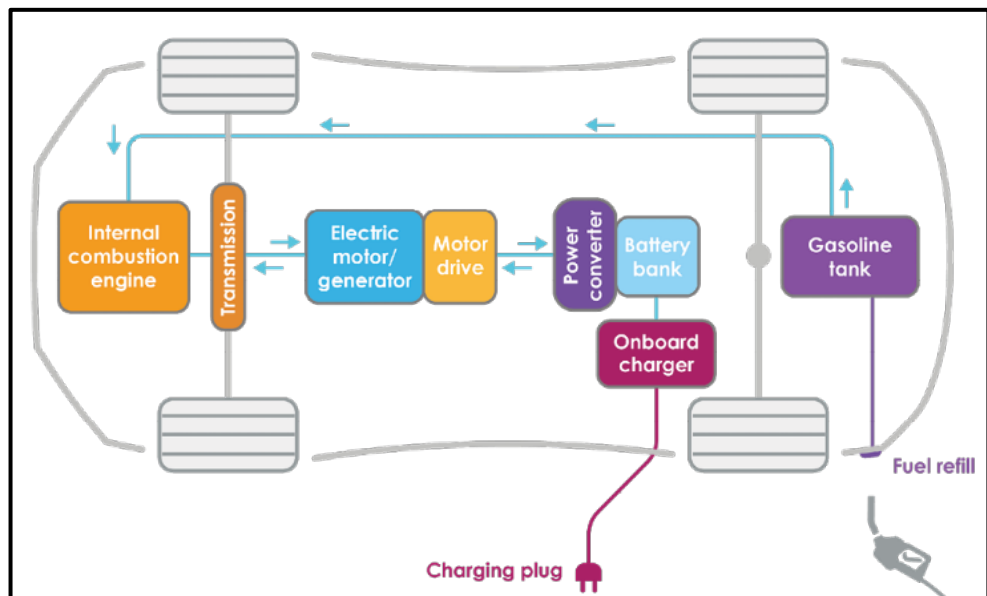 Internal
combustion
engine
Transmission
Electric
motor/
generator
Motor
drive
Power
converter
Battery
bank
Gasoline
tank
Onboard
charger
Fuel refill
Charging plug